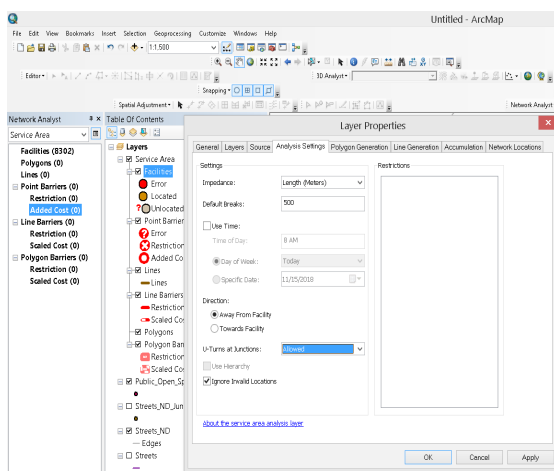 Untitled - ArcMap
File Edit View Bookmarks Insert Selection Geoprocessing Customize Windows Help
1:1,500
Editor
3D Analyst
Snapping
Spatial Adjustment
Network Analyst
Network Analyst
Service Area
Facilities (8302)
Polygons (0)
Lines (0)
Point Barriers (0)
Restriction (0)
Added Cost (0)
Line Barriers (0)
Restriction (0)
Scaled Cost (0)
Polygon Barriers (0)
Restriction (0)
Scaled Cost (0)
Table Of Contents
Layers
Service Area
Facilities
Error
Located
Unlocated
Point Barrier
Error
Restriction
Added Co
Lines
Lines
Line Barriers
Restriction
Scaled Co
Polygons
Polygon Barr
Restriction
Scaled Co
Public_Open_Sp
Streets_ND_Jun
Streets_ND
Edges
Streets
Layer Properties
General Layers Source Analysis Settings Polygon Generation Line Generation Accumulation Network Locations
Settings
Impedance: Length (Meters)
Default Breaks: 500
Use Time:
Time of Day: 8 AM
Day of Week: Today
Specific Date: 11/15/2018
Direction:
Away From Facility
Towards Facility
U-Turns at Junctions: Allowed
Use Hierarchy
Ignore Invalid Locations
About the service area analysis layer
Restrictions
OK Cancel Apply